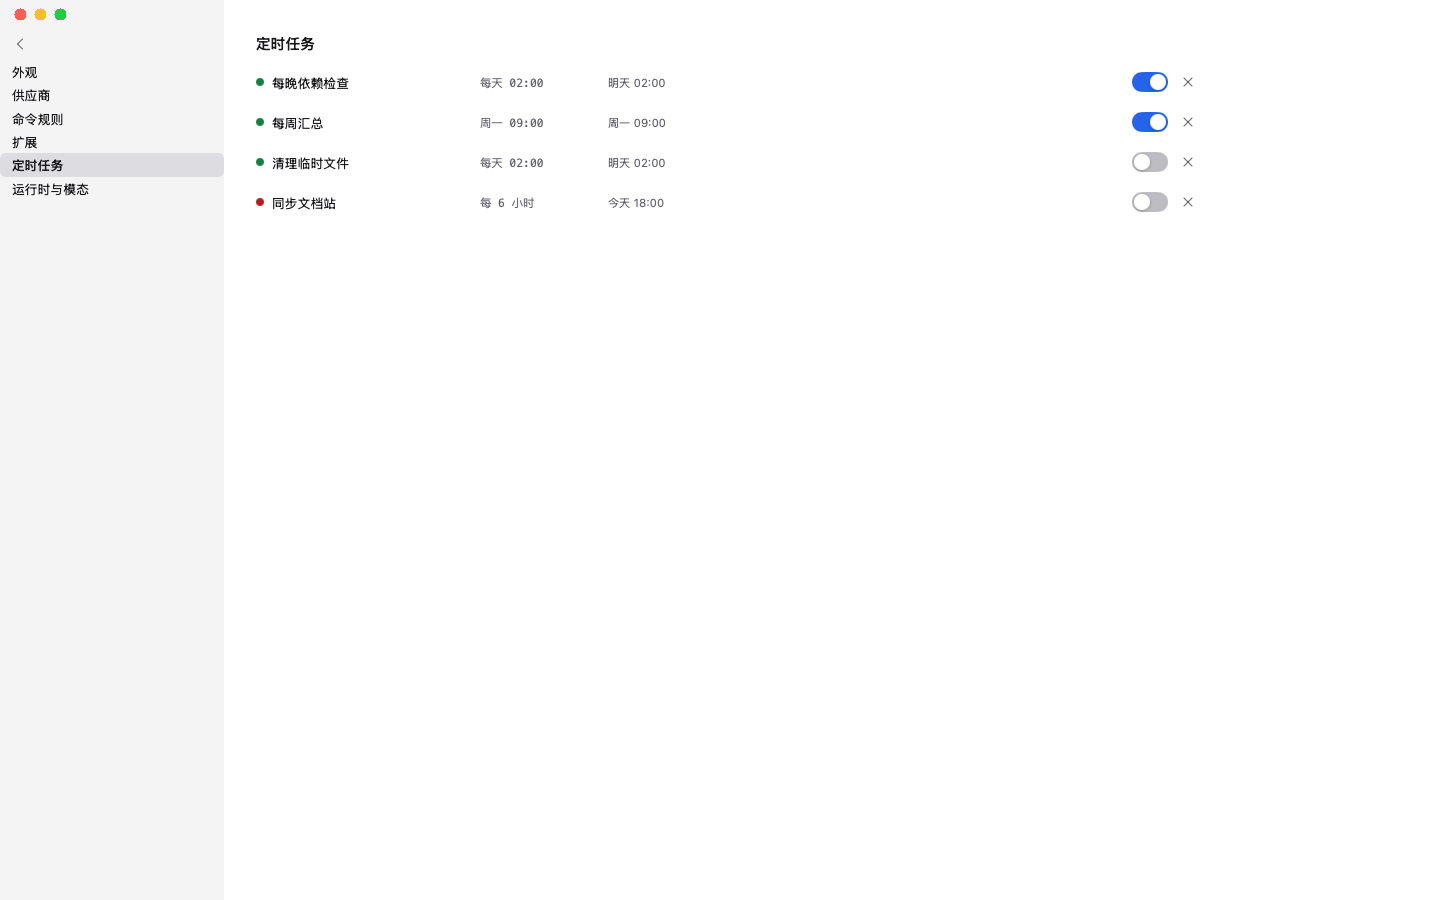 定时任务
外观
供应商
命令规则
扩展
定时任务
运行时与模态
每晚依赖检查 每天 02:00 明天 02:00
每周汇总 周一 09:00 周一 09:00
清理临时文件 每天 02:00 明天 02:00
同步文档站 每 6 小时 今天 18:00